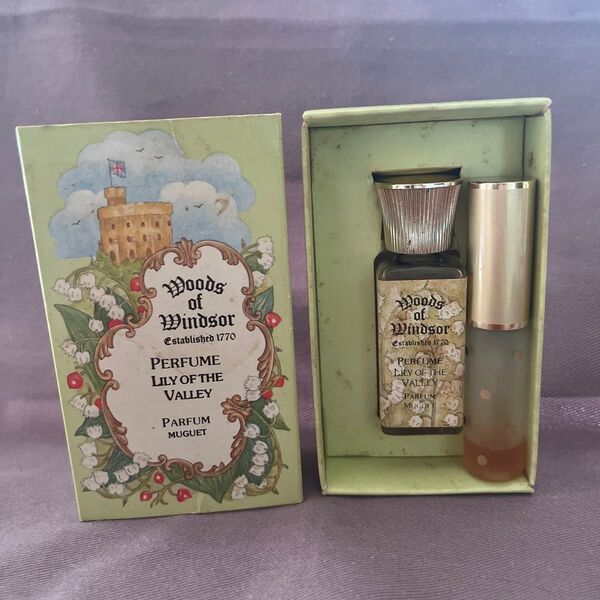 Woods
of
Windsor
Established 1770
PERFUME
LILY OF THE
VALLEY
PARFUM
MUGUET
Woods
of
Windsor
Established 1770
PERFUME
LILY OF THE
VALLEY
PARFUM
MUGUET